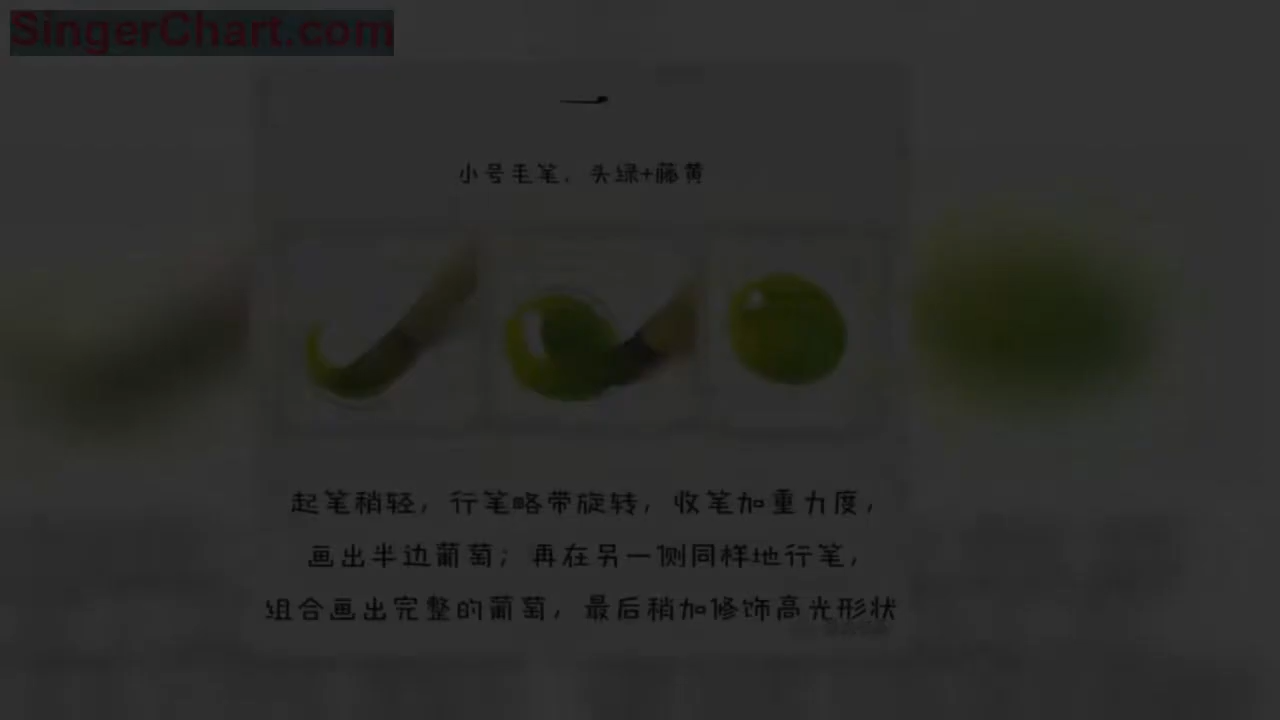 SingerChart.com
一
小号毛笔，头绿+藤黄
起笔稍轻，行笔略带旋转，收笔加重力度，
画出半边葡萄；再在另一侧同样地行笔，
组合画出完整的葡萄，最后稍加修饰高光形状